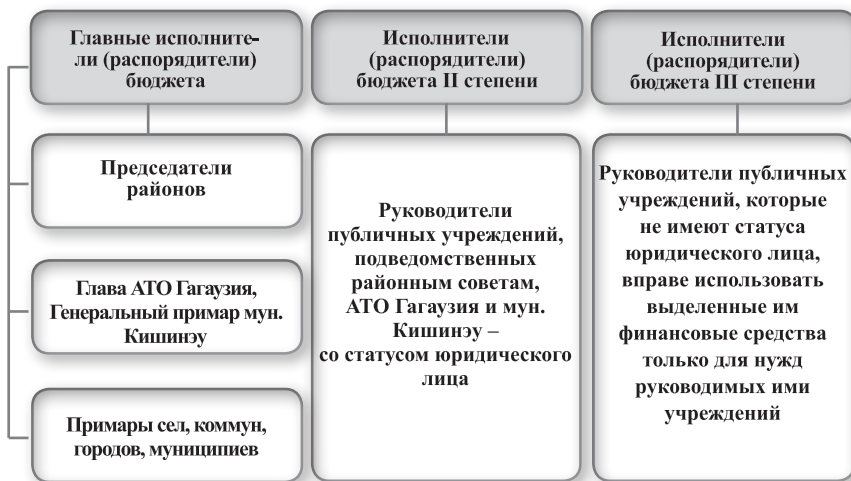 Главные исполните-
ли (распорядители)
бюджета
Председатели
районов
Глава АТО Гагаузия,
Генеральный примар мун.
Кишинэу
Примары сел, коммун,
городов, муниципиев
Исполнители
(распорядители)
бюджета II степени
Руководители
публичных учреждений,
подведомственных
районным советам,
АТО Гагаузия и мун.
Кишинэу –
со статусом юридического
лица
Исполнители
(распорядители)
бюджета III степени
Руководители публичных
учреждений, которые
не имеют статуса
юридического лица,
вправе использовать
выделенные им
финансовые средства
только для нужд
руководимых ими
учреждений